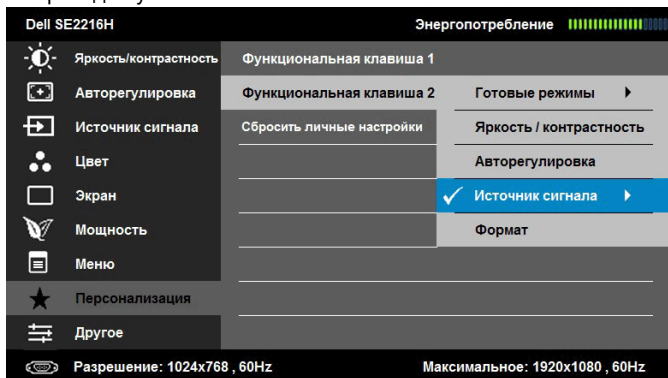 Dell SE2216H Энергопотребление
Яркость/контрастность Функциональная клавиша 1
Авторегулировка Функциональная клавиша 2 Готовые режимы
Источник сигнала Сбросить личные настройки Яркость / контрастность
Цвет Авторегулировка
Экран Источник сигнала
Мощность Формат
Меню
Персонализация
Другое
Разрешение: 1024x768 , 60Hz Максимальное: 1920x1080 , 60Hz